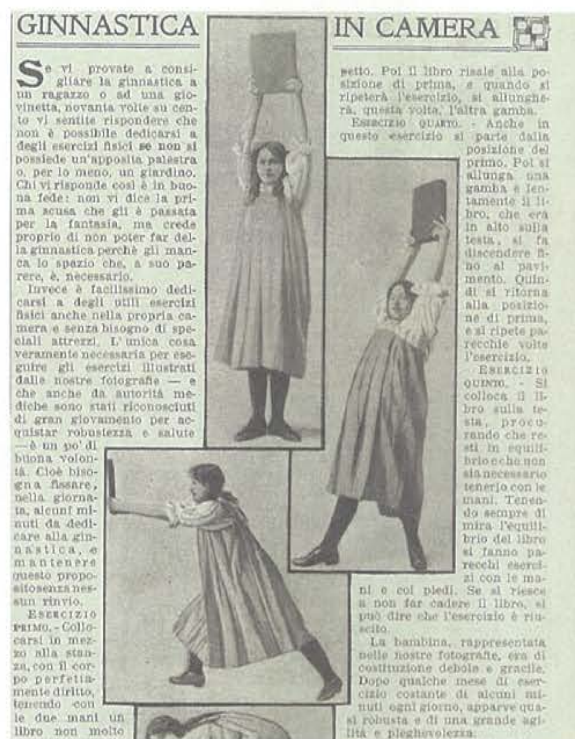 GINNASTICA IN CAMERA
Se vi provate a consi-
gliare la ginnastica a
un ragazzo o ad una gio-
vinetta, novanta volte su cen-
to vi sentite rispondere che
non è possibile dedicarsi a
degli esercizi fisici se non si
possiede un'apposita palestra
o, per lo meno, un giardino.
Chi vi risponde così è in buo-
na fede: non vi dice la pri-
ma scusa che gli è passata
per la fantasia, ma crede
proprio di non poter far del-
la ginnastica perchè gli man-
ca lo spazio che, a suo pa-
rere, è, necessario.
Invece è facilissimo dedi-
carsi a degli utili esercizi
fisici anche nella propria ca-
mera e senza bisogno di spe-
ciali attrezzi. L'unica cosa
veramente necessaria per ese-
guire gli esercizi illustrati
dalle nostre fotografie — e
che anche da autorità me-
diche sono stati riconosciuti
di gran giovamento per ac-
quistar robustezza e salute
— è un po' di
buona volon-
tà. Cioè biso-
gna fissare,
nella giorna-
ta, alcuni mi-
nuti da dedi-
care alla gin-
nastica, e
mantenere
questo propo-
sito senza nes-
sun rinvio.
ESERCIZIO
PRIMO. - Collo-
carsi in mez-
zo alla stan-
za, con il cor-
po perfetta-
mente diritto,
tenendo con
le due mani un
libro non molto
petto. Poi il libro risale alla po-
sizione di prima, e quando si
ripeterà l'esercizio, si allunghe-
rà, questa volta, l'altra gamba.
ESERCIZIO QUARTO. - Anche in
questo esercizio si parte dalla
posizione del
primo. Poi si
allunga una
gamba e len-
tamente il li-
bro, che era
in alto sulla
testa, si fa
discendere fi-
no al pavi-
mento. Quin-
di si ritorna
alla posizio-
ne di prima,
e si ripete pa-
recchie volte
l'esercizio.
ESERCIZIO
QUINTO. - Si
colloca il li-
bro sulla te-
sta, procu-
rando che re-
sti in equili-
brio e che non
sia necessario
tenerlo con le
mani. Tenen-
do sempre di
mira l'equili-
brio del libro
si fanno pa-
recchi eserci-
zi con le ma-
ni e coi piedi. Se si riesce
a non far cadere il libro, si
può dire che l'esercizio è riu-
scito.
La bambina, rappresentata
nelle nostre fotografie, era di
costituzione debole e gracile.
Dopo qualche mese di eser-
cizio costante di alcuni mi-
nuti ogni giorno, apparve qua-
si robusta e di una grande agi-
lità e pieghevolezza.